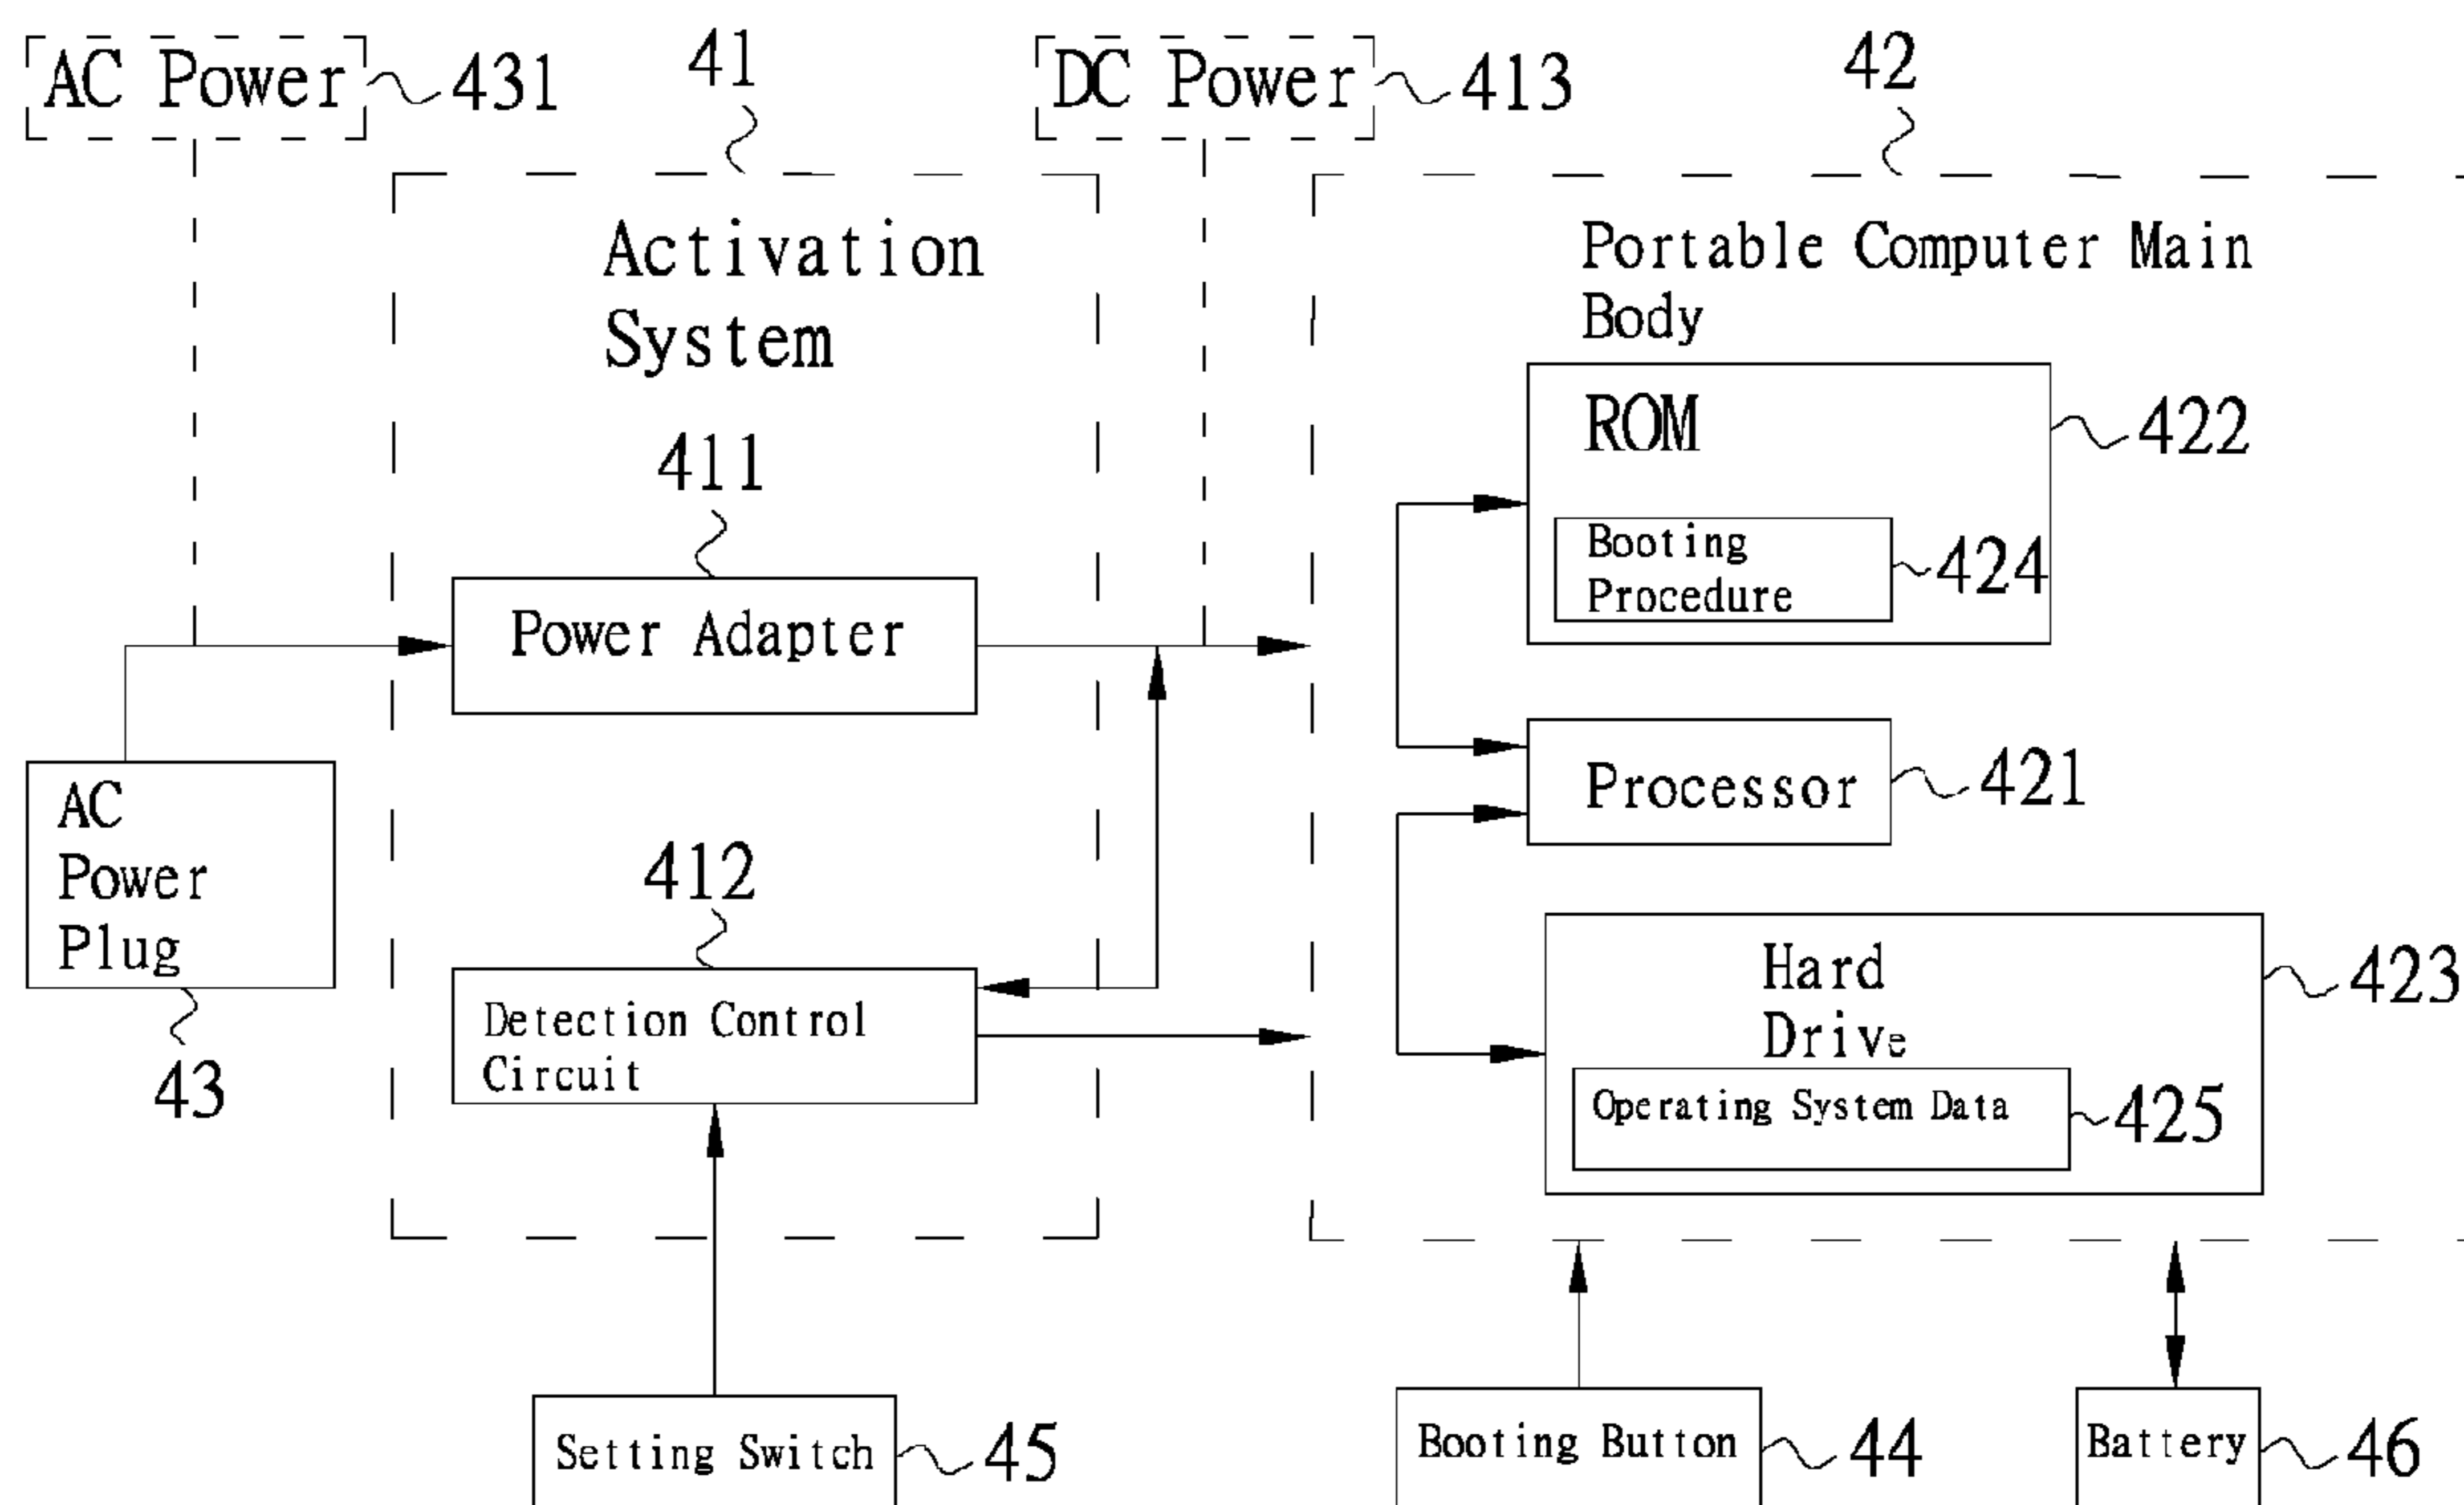 AC Power 431
41
DC Power 413
42
Activation
System
Portable Computer Main
Body
ROM
422
411
Booting
Procedure
424
Power Adapter
Processor
421
AC
Power
Plug
43
412
Detection Control
Circuit
Hard
Drive
423
Operating System Data
425
Setting Switch 45
Booting Button 44
Battery 46